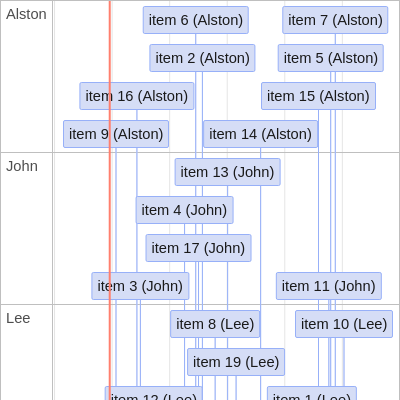 Alston
item 6 (Alston) item 7 (Alston)
item 2 (Alston) item 5 (Alston)
item 16 (Alston) item 15 (Alston)
item 9 (Alston) item 14 (Alston)
John
item 13 (John)
item 4 (John)
item 17 (John)
item 3 (John) item 11 (John)
Lee
item 8 (Lee) item 10 (Lee)
item 19 (Lee)
item 12 (Lee) item 1 (Lee)